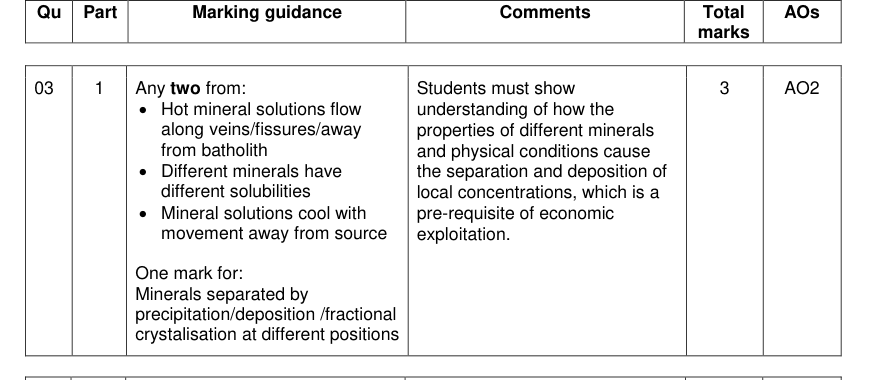 Qu Part Marking guidance Comments Total marks AOs
03 1 Any two from: Students must show 3 AO2
• Hot mineral solutions flow understanding of how the
along veins/fissures/away properties of different minerals
from batholith and physical conditions cause
• Different minerals have the separation and deposition of
different solubilities local concentrations, which is a
• Mineral solutions cool with pre-requisite of economic
movement away from source exploitation.
One mark for:
Minerals separated by
precipitation/deposition /fractional
crystalisation at different positions